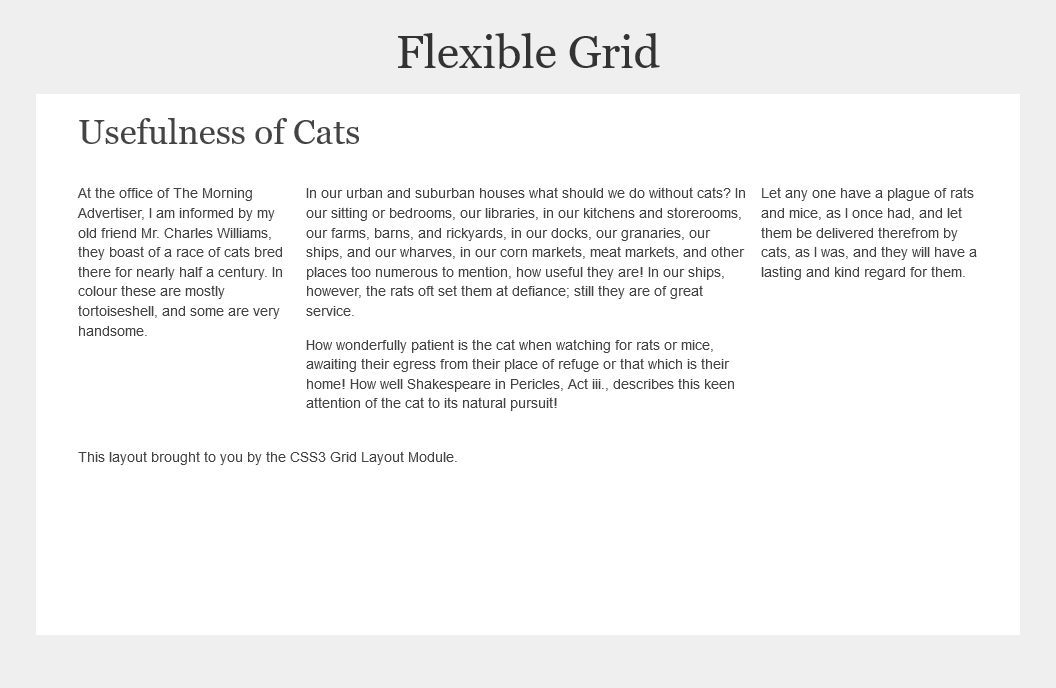 Flexible Grid
Usefulness of Cats
At the office of The Morning
Advertiser, I am informed by my
old friend Mr. Charles Williams,
they boast of a race of cats bred
there for nearly half a century. In
colour these are mostly
tortoiseshell, and some are very
handsome.
In our urban and suburban houses what should we do without cats? In
our sitting or bedrooms, our libraries, in our kitchens and storerooms,
our farms, barns, and rickyards, in our docks, our granaries, our
ships, and our wharves, in our corn markets, meat markets, and other
places too numerous to mention, how useful they are! In our ships,
however, the rats oft set them at defiance; still they are of great
service.
How wonderfully patient is the cat when watching for rats or mice,
awaiting their egress from their place of refuge or that which is their
home! How well Shakespeare in Pericles, Act iii., describes this keen
attention of the cat to its natural pursuit!
Let any one have a plague of rats
and mice, as I once had, and let
them be delivered therefrom by
cats, as I was, and they will have a
lasting and kind regard for them.
This layout brought to you by the CSS3 Grid Layout Module.